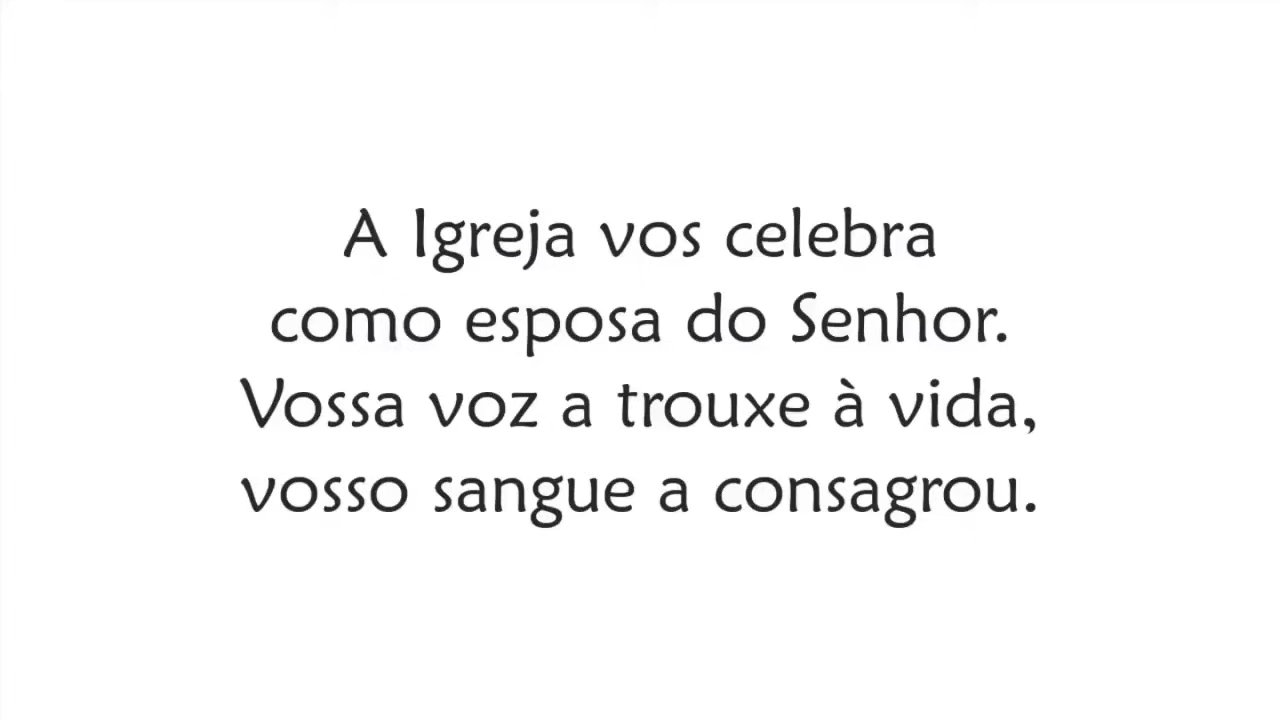 A Igreja vos celebra
como esposa do Senhor.
Vossa voz a trouxe à vida,
vosso sangue a consagrou.